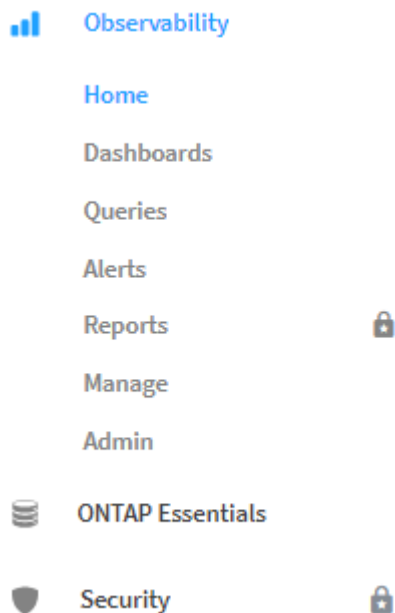 Observability
Home
Dashboards
Queries
Alerts
Reports
Manage
Admin
ONTAP Essentials
Security